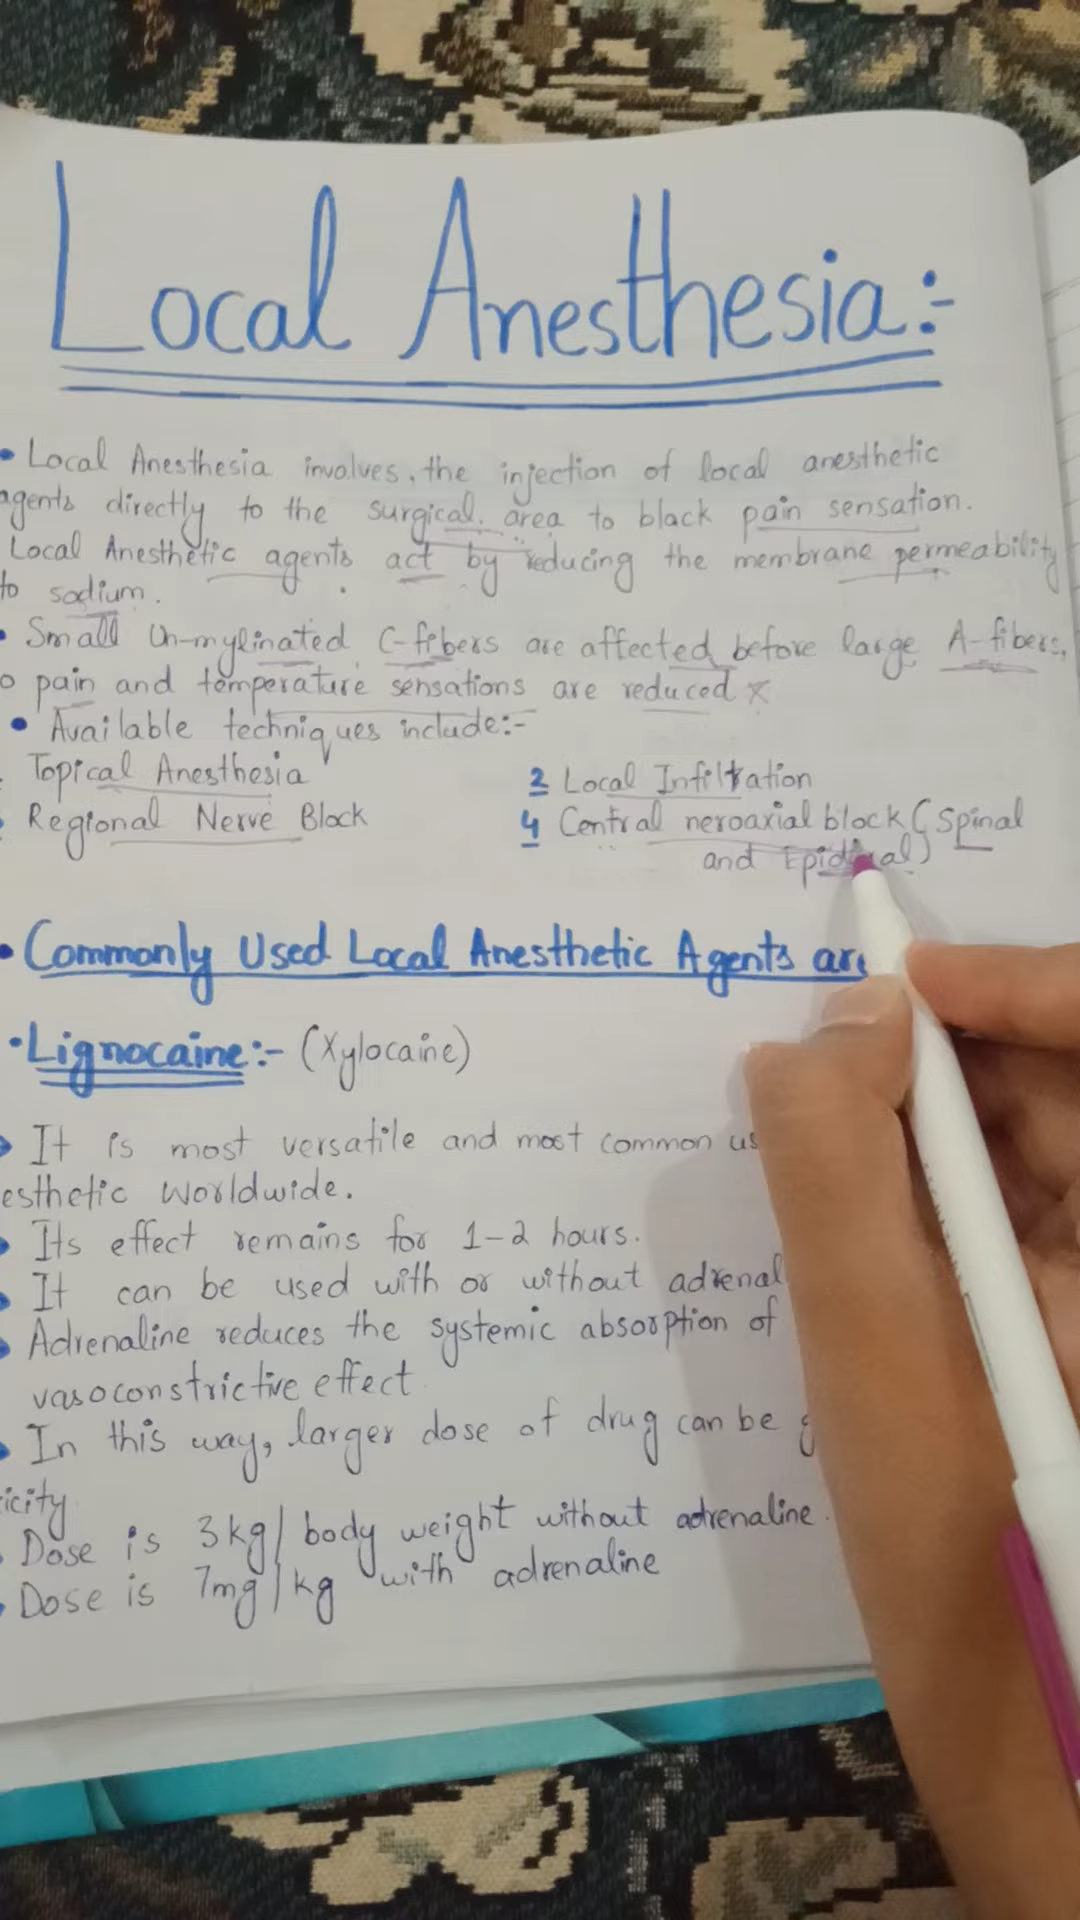 Local Anesthesia:-
• Local Anesthesia involves, the injection of local anesthetic
agents directly to the surgical area to black pain sensation.
Local Anesthetic agents act by reducing the membrane permeability
to sodium.
• Small Un-mylinated C-fibers are affected before large A-fibers,
o pain and temperature sensations are reduced
• Available techniques include:-
Topical Anesthesia
2 Local Infiltration
Regional Nerve Block
4 Central neroaxial block (Spinal
and Epidural)
• Commonly Used Local Anesthetic Agents are
• Lignocaine:- (Xylocaine)
It is most versatile and most common us
esthetic worldwide.
Its effect remains for 1-2 hours.
It can be used with or without adrenal
Adrenaline reduces the systemic absorption of
vasoconstrictive effect
In this way, larger dose of drug can be g
icity
Dose is 3kg/body weight without adrenaline.
Dose is 7mg/kg with adrenaline